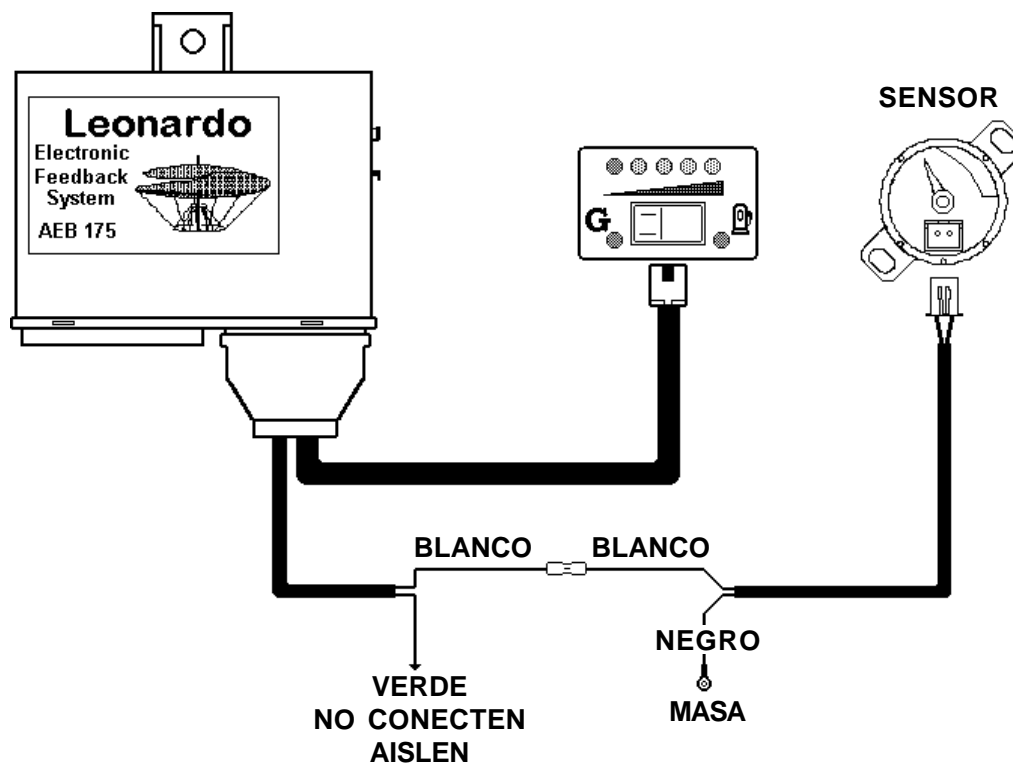 Leonardo
Electronic
Feedback
System
AEB 175
SENSOR
G
BLANCO
BLANCO
NEGRO
MASA
VERDE
NO CONECTEN
AISLEN